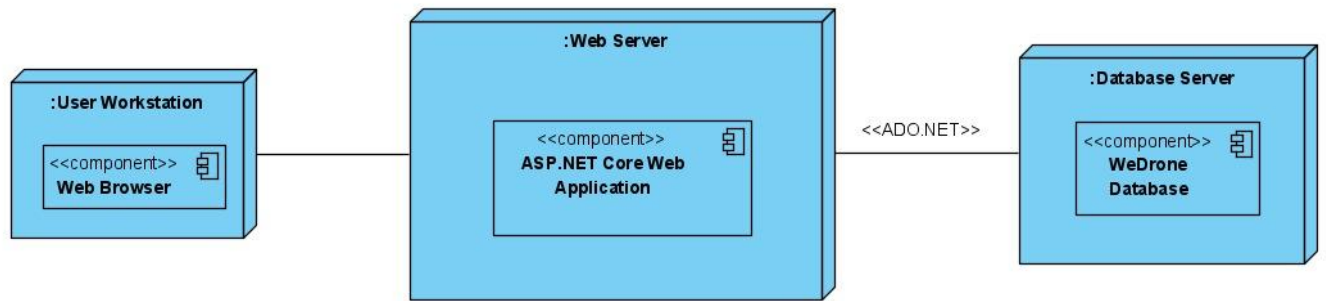 :User Workstation
<<component>>
Web Browser
:Web Server
<<component>>
ASP.NET Core Web
Application
<<ADO.NET>>
:Database Server
<<component>>
WeDrone
Database